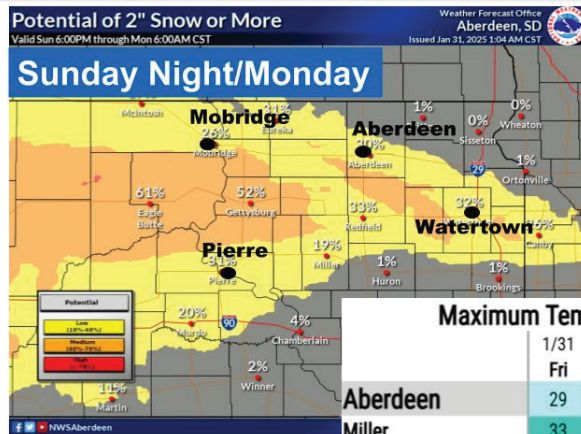 Potential of 2" Snow or More
Valid Sun 6:00PM through Mon 6:00AM CST
Weather Forecast Office
Aberdeen, SD
Issued Jan 31, 2025 1:04 AM CST
Sunday Night/Monday
McIntosh
Mobridge
26%
Mobridge
31%
Eureka
Aberdeen
20%
Aberdeen
1%
0%
Sisseton
0%
Wheaton
29
1%
Ortonville
61%
Eagle
Butte
52%
Gettysburg
33%
Redfield
32%
Watertown
Canby
Pierre
31%
Pierre
19%
Miller
1%
Huron
1%
Brookings
20%
Murdo
90
4%
Chamberlain
2%
Winner
11%
Martin
Potential
Low
(10%-40%)
Medium
High
NWSAberdeen
Maximum Tem
1/31
Fri
Aberdeen
29
Miller
33